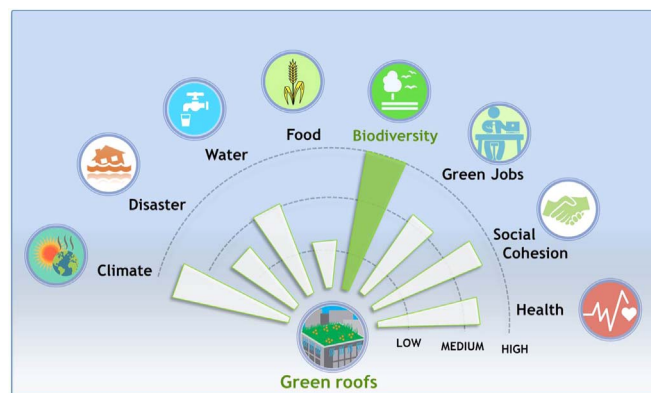 Food
Biodiversity
Water
Green Jobs
Disaster
Social
Cohesion
Climate
Health
LOW
MEDIUM
HIGH
Green roofs